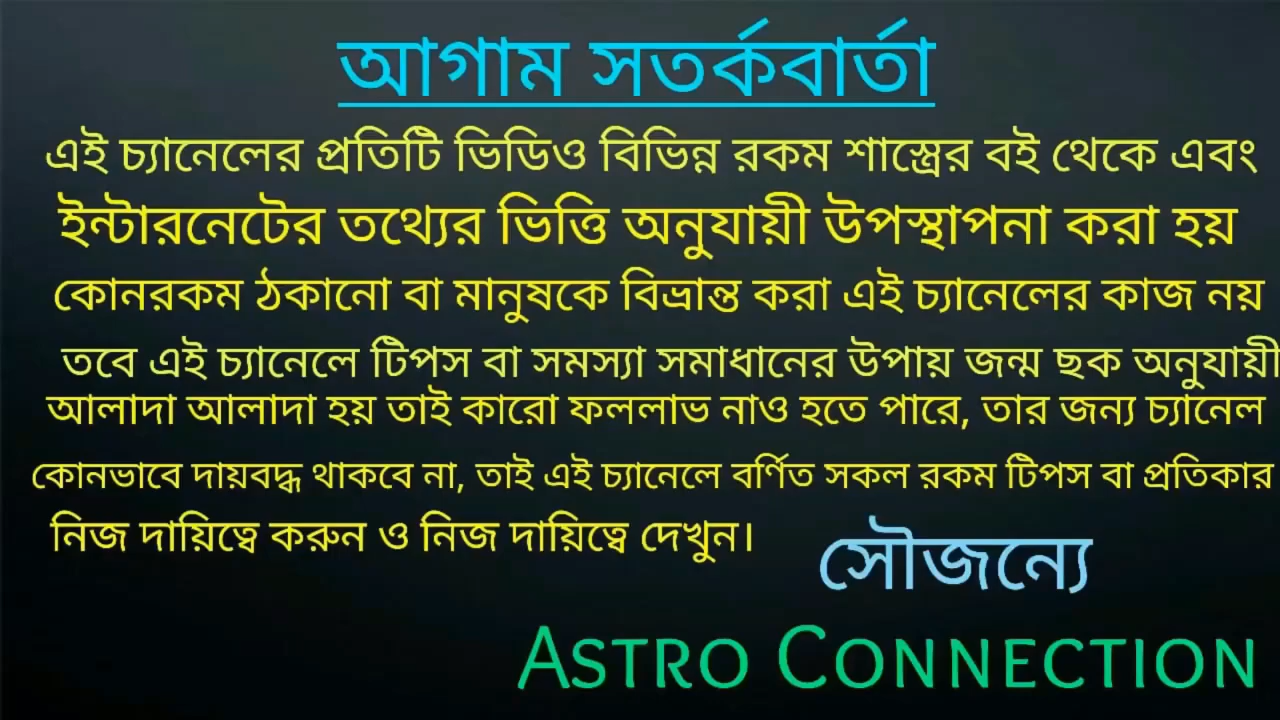 আগাম সতর্কবার্তা
এই চ্যানেলের প্রতিটি ভিডিও বিভিন্ন রকম শাস্ত্রের বই থেকে এবং
ইন্টারনেটের তথ্যের ভিত্তি অনুযায়ী উপস্থাপনা করা হয়
কোনরকম ঠকানো বা মানুষকে বিভ্রান্ত করা এই চ্যানেলের কাজ নয়
তবে এই চ্যানেলে টিপস বা সমস্যা সমাধানের উপায় জন্ম ছক অনুযায়ী
আলাদা আলাদা হয় তাই কারো ফললাভ নাও হতে পারে, তার জন্য চ্যানেল
কোনভাবে দায়বদ্ধ থাকবে না, তাই এই চ্যানেলে বর্ণিত সকল রকম টিপস বা প্রতিকার
নিজ দায়িত্বে করুন ও নিজ দায়িত্বে দেখুন।
সৌজন্যে
ASTRO CONNECTION